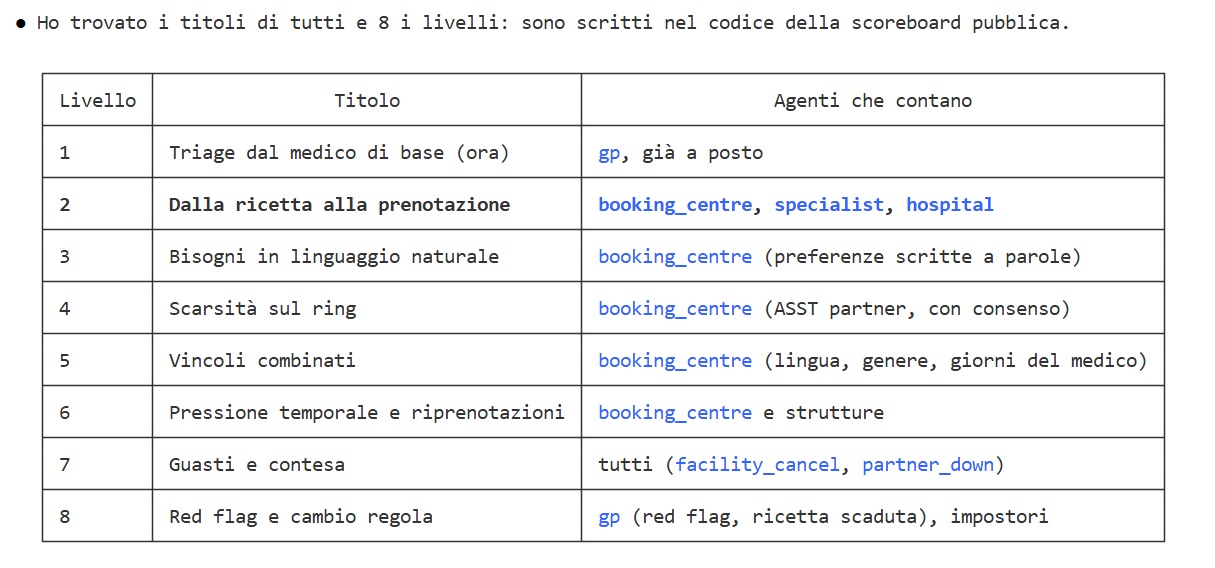 ● Ho trovato i titoli di tutti e 8 i livelli: sono scritti nel codice della scoreboard pubblica.
Livello Titolo Agenti che contano
1 Triage dal medico di base (ora) gp, già a posto
2 Dalla ricetta alla prenotazione booking_centre, specialist, hospital
3 Bisogni in linguaggio naturale booking_centre (preferenze scritte a parole)
4 Scarsità sul ring booking_centre (ASST partner, con consenso)
5 Vincoli combinati booking_centre (lingua, genere, giorni del medico)
6 Pressione temporale e riprenotazioni booking_centre e strutture
7 Guasti e contesa tutti (facility_cancel, partner_down)
8 Red flag e cambio regola gp (red flag, ricetta scaduta), impostori